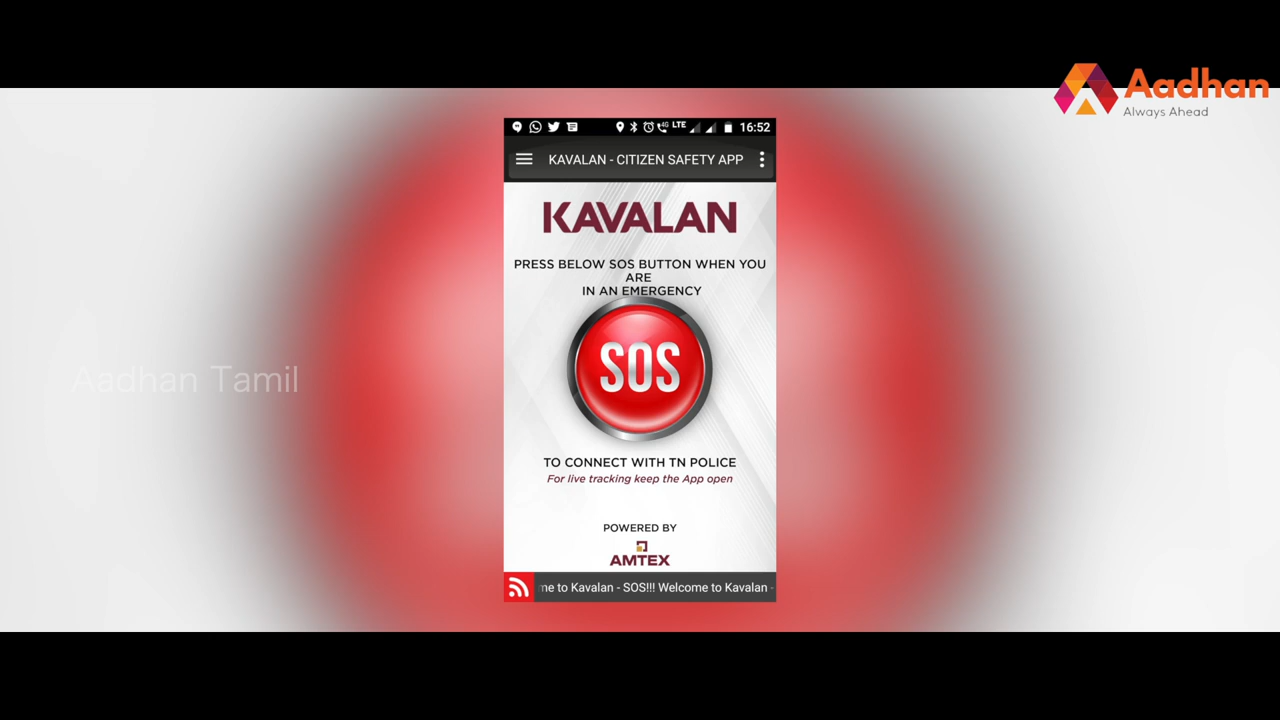 Aadhan
Always Ahead
4G LTE 16:52
KAVALAN - CITIZEN SAFETY APP
KAVALAN
PRESS BELOW SOS BUTTON WHEN YOU
ARE
IN AN EMERGENCY
SOS
Aadhan Tamil
TO CONNECT WITH TN POLICE
For live tracking keep the App open
POWERED BY
AMTEX
me to Kavalan - SOS!!! Welcome to Kavalan -